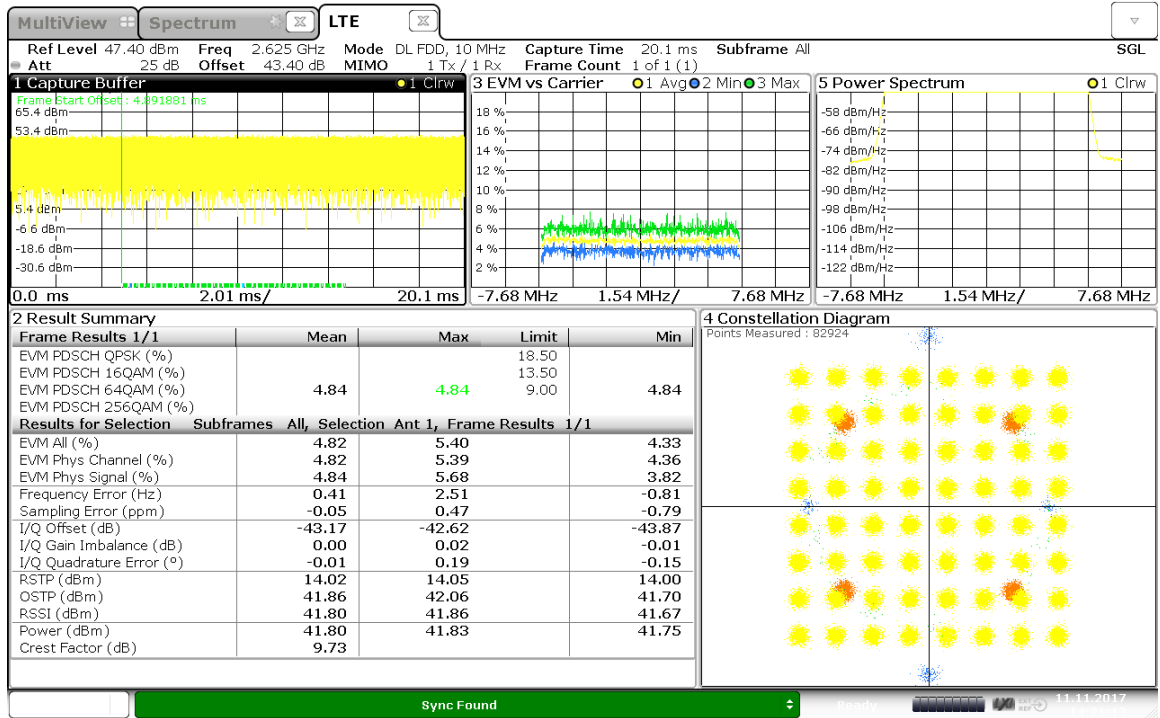 MultiView Spectrum LTE
Ref Level 47.40 dBm Freq 2.625 GHz Mode DL FDD, 10 MHz Capture Time 20.1 ms Subframe All SGL
Att 25 dB Offset 43.40 dB MIMO 1 Tx / 1 Rx Frame Count 1 of 1 (1)
1 Capture Buffer 1 Clrw
Frame Start Offset : 4.891881 ms
65.4 dBm
53.4 dBm
5.4 dBm
-6.6 dBm
-18.6 dBm
-30.6 dBm
0.0 ms 2.01 ms/ 20.1 ms
3 EVM vs Carrier 1 Avg 2 Min 3 Max
18 %
16 %
14 %
12 %
10 %
8 %
6 %
4 %
2 %
-7.68 MHz 1.54 MHz/ 7.68 MHz
5 Power Spectrum 1 Clrw
-58 dBm/Hz
-66 dBm/Hz
-74 dBm/Hz
-82 dBm/Hz
-90 dBm/Hz
-98 dBm/Hz
-106 dBm/Hz
-114 dBm/Hz
-122 dBm/Hz
-7.68 MHz 1.54 MHz/ 7.68 MHz
2 Result Summary
Frame Results 1/1 Mean Max Limit Min
EVM PDSCH QPSK (%) 18.50
EVM PDSCH 16QAM (%) 13.50
EVM PDSCH 64QAM (%) 4.84 4.84 9.00 4.84
EVM PDSCH 256QAM (%)
Results for Selection Subframes All, Selection Ant 1, Frame Results 1/1
EVM All (%) 4.82 5.40 4.33
EVM Phys Channel (%) 4.82 5.39 4.36
EVM Phys Signal (%) 4.84 5.68 3.82
Frequency Error (Hz) 0.41 2.51 -0.81
Sampling Error (ppm) -0.05 0.47 -0.79
I/Q Offset (dB) -43.17 -42.62 -43.87
I/Q Gain Imbalance (dB) 0.00 0.02 -0.01
I/Q Quadrature Error (°) -0.01 0.19 -0.15
RSTP (dBm) 14.02 14.05 14.00
OSTP (dBm) 41.86 42.06 41.70
RSSI (dBm) 41.80 41.86 41.67
Power (dBm) 41.80 41.83 41.75
Crest Factor (dB) 9.73
4 Constellation Diagram
Points Measured : 82924
Sync Found Ready 11.11.2017